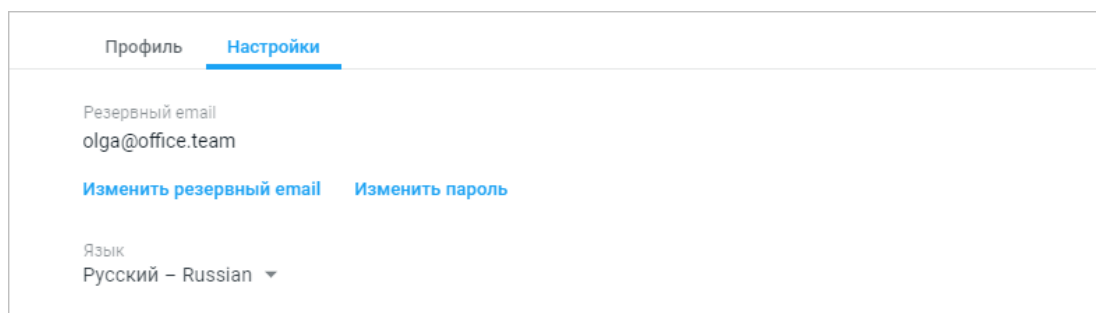 Профиль Настройки
Резервный email
olga@office.team
Изменить резервный email Изменить пароль
Язык
Русский – Russian